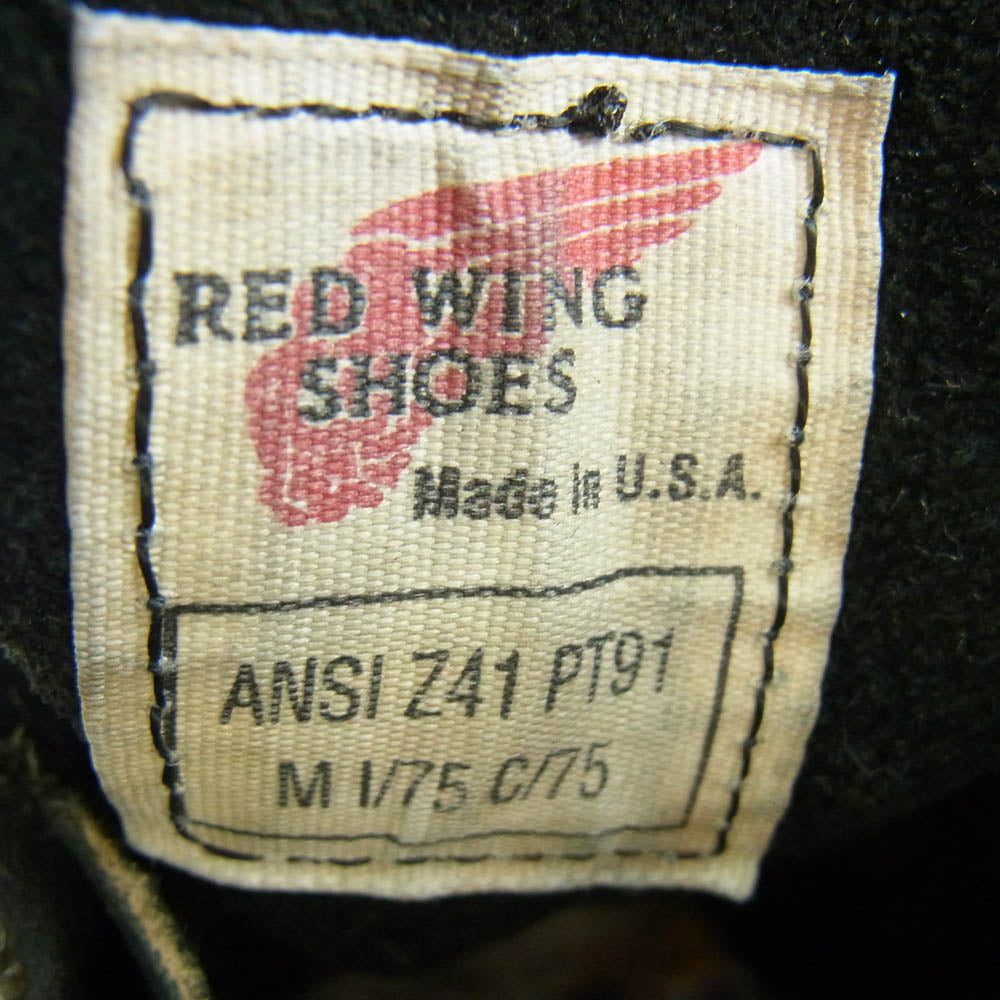 RED WING
SHOES
Made in U.S.A.
ANSI Z41 PT91
M I/75 C/75